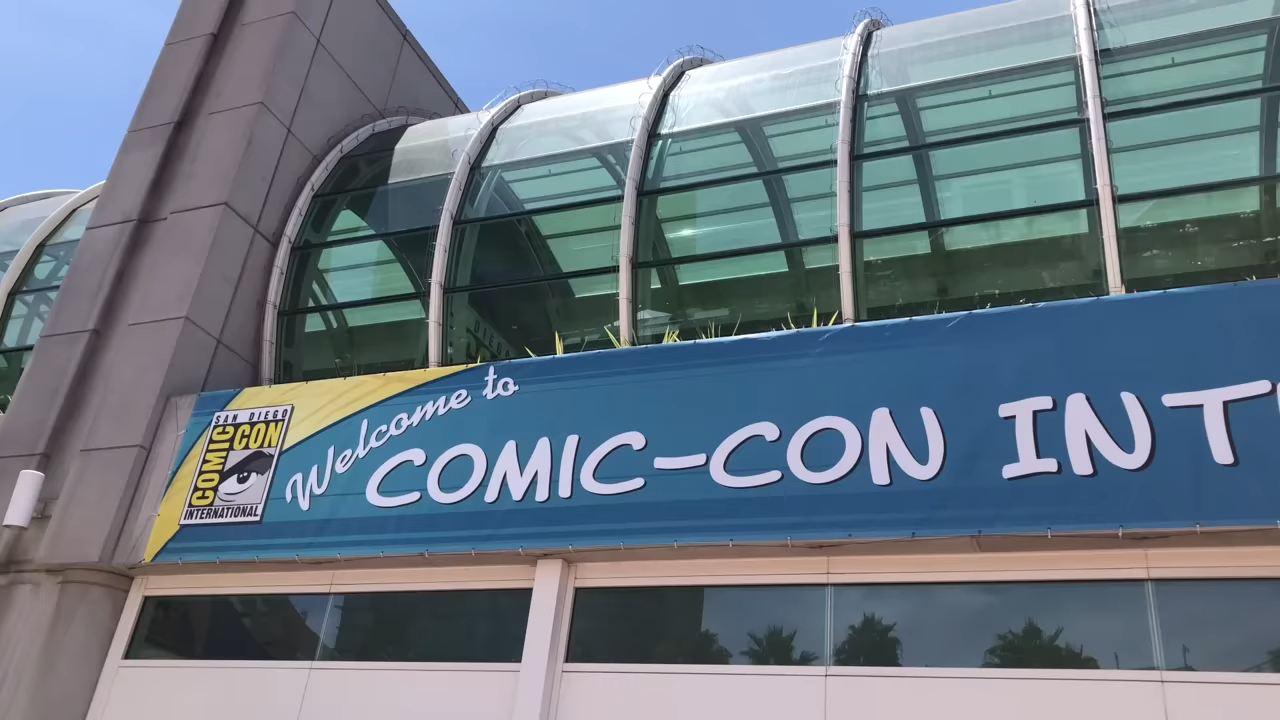 SAN DIEGO
COMIC
CON
INTERNATIONAL
Welcome to
COMIC-CON INT